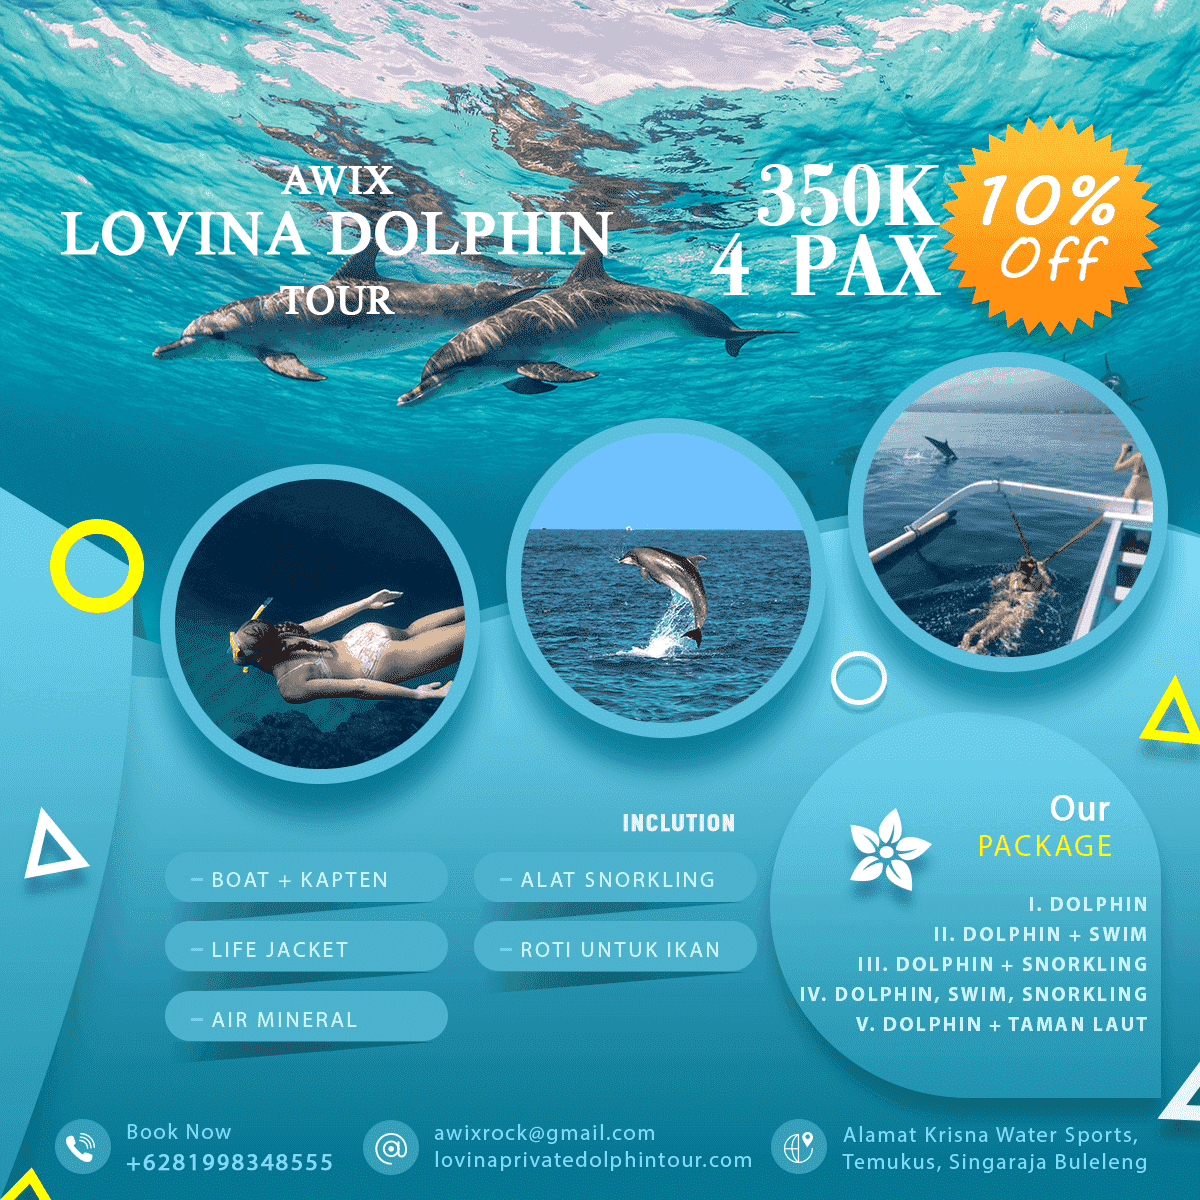 AWIX
LOVINA DOLPHIN
TOUR
350K
4 PAX
10%
Off
INCLUTION
– BOAT + KAPTEN
– LIFE JACKET
– AIR MINERAL
– ALAT SNORKLING
– ROTI UNTUK IKAN
Our
PACKAGE
I. DOLPHIN
II. DOLPHIN + SWIM
III. DOLPHIN + SNORKLING
IV. DOLPHIN, SWIM, SNORKLING
V. DOLPHIN + TAMAN LAUT
Book Now
+6281998348555
awixrock@gmail.com
lovinaprivatedolphintour.com
Alamat Krisna Water Sports,
Temukus, Singaraja Buleleng